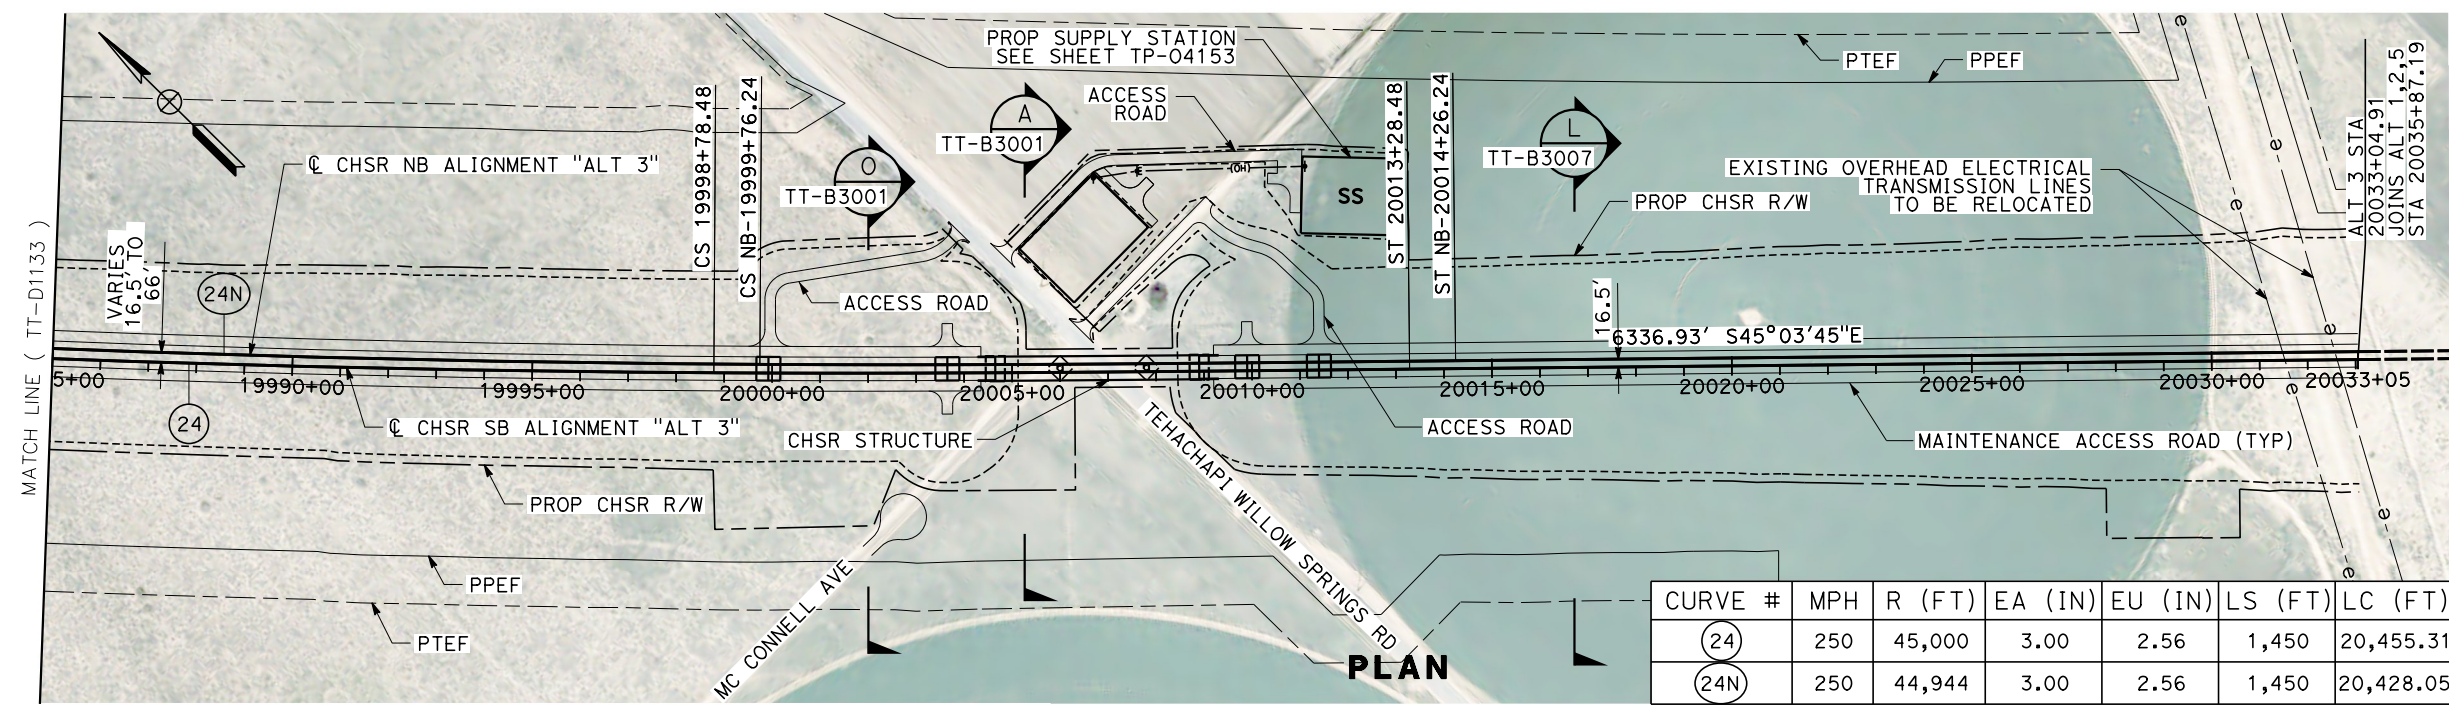 PROP SUPPLY STATION
SEE SHEET TP-04153
PTEF
PPEF
ACCESS
ROAD
CS 19998+78.48
CS NB-19999+76.24
O
TT-B3001
A
TT-B3001
L
TT-B3007
ST 20013+28.48
ST NB-20014+26.24
ALT 3 STA
20033+04.91
JOINS ALT 1,2,5
STA 20035+87.19
℄ CHSR NB ALIGNMENT "ALT 3"
(OH)
SS
EXISTING OVERHEAD ELECTRICAL
TRANSMISSION LINES
TO BE RELOCATED
PROP CHSR R/W
MATCH LINE ( TT-D1133 )
VARIES
16.5' TO
66'
24N
ACCESS ROAD
16.5'
6336.93' S45°03'45"E
5+00
19990+00
19995+00
20000+00
20005+00
20010+00
20015+00
20020+00
20025+00
20030+00
20033+05
24
℄ CHSR SB ALIGNMENT "ALT 3"
CHSR STRUCTURE
ACCESS ROAD
MAINTENANCE ACCESS ROAD (TYP)
PROP CHSR R/W
TEHACHAPI WILLOW SPRINGS RD
MC CONNELL AVE
PPEF
PTEF
e
e
e
e
e
e
e
PLAN
CURVE # MPH R (FT) EA (IN) EU (IN) LS (FT) LC (FT)
24 250 45,000 3.00 2.56 1,450 20,455.31
24N 250 44,944 3.00 2.56 1,450 20,428.05